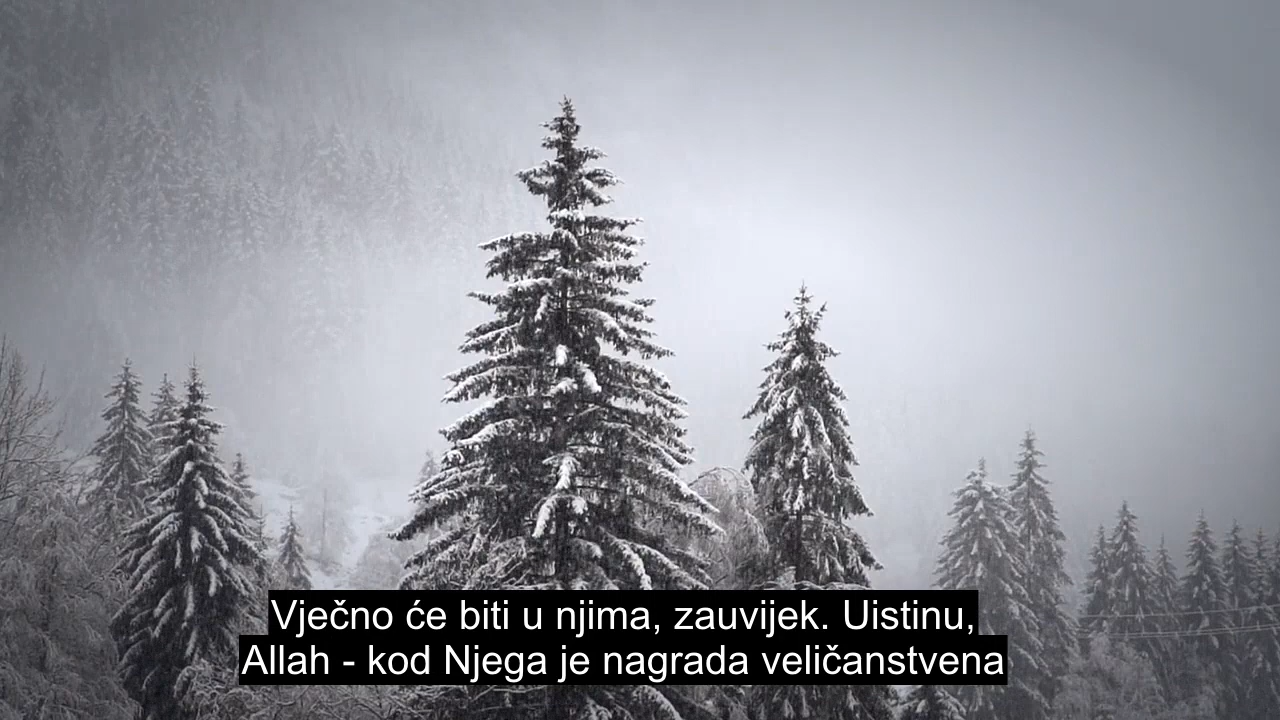 Vječno će biti u njima, zauvijek. Uistinu,
Allah - kod Njega je nagrada veličanstvena